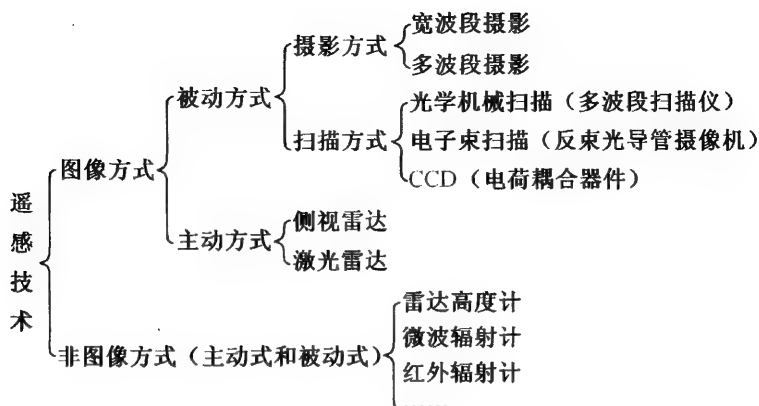 遥感技术
图像方式
被动方式
摄影方式
宽波段摄影
多波段摄影
扫描方式
光学机械扫描（多波段扫描仪）
电子束扫描（反束光导管摄像机）
CCD（电荷耦合器件）
主动方式
侧视雷达
激光雷达
非图像方式（主动式和被动式）
雷达高度计
微波辐射计
红外辐射计
……